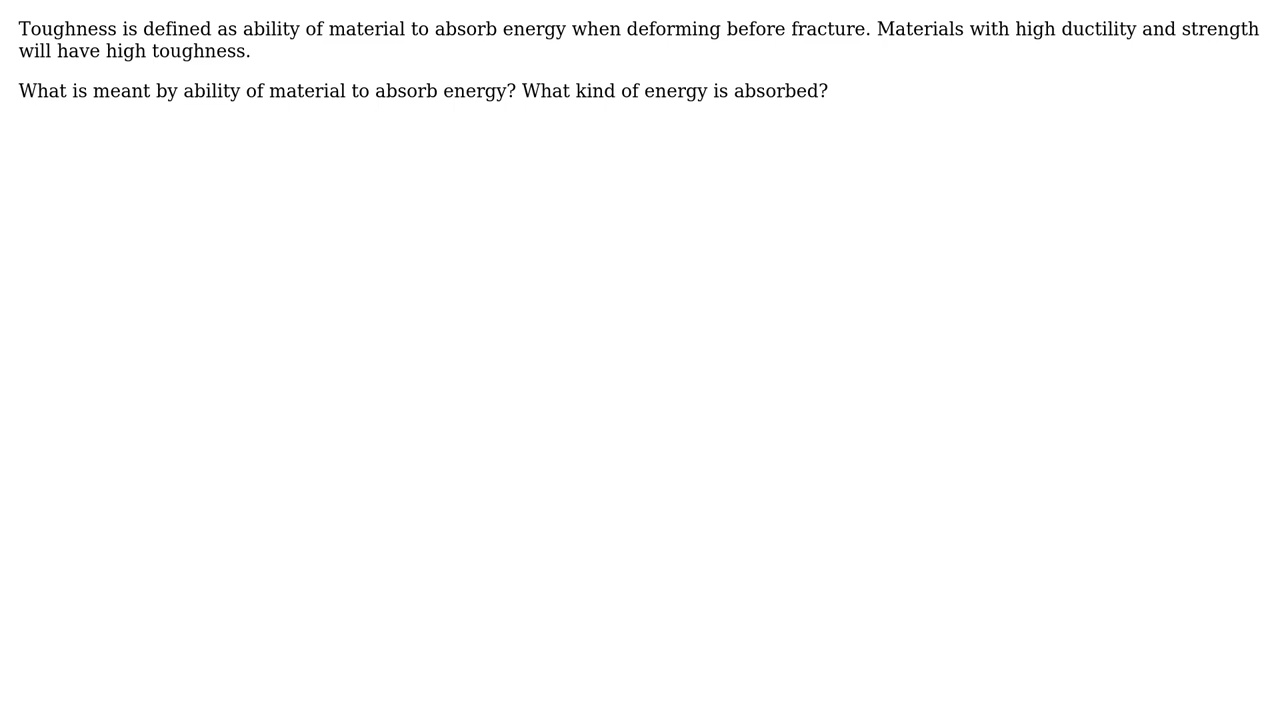 Toughness is defined as ability of material to absorb energy when deforming before fracture. Materials with high ductility and strength
will have high toughness.
What is meant by ability of material to absorb energy? What kind of energy is absorbed?